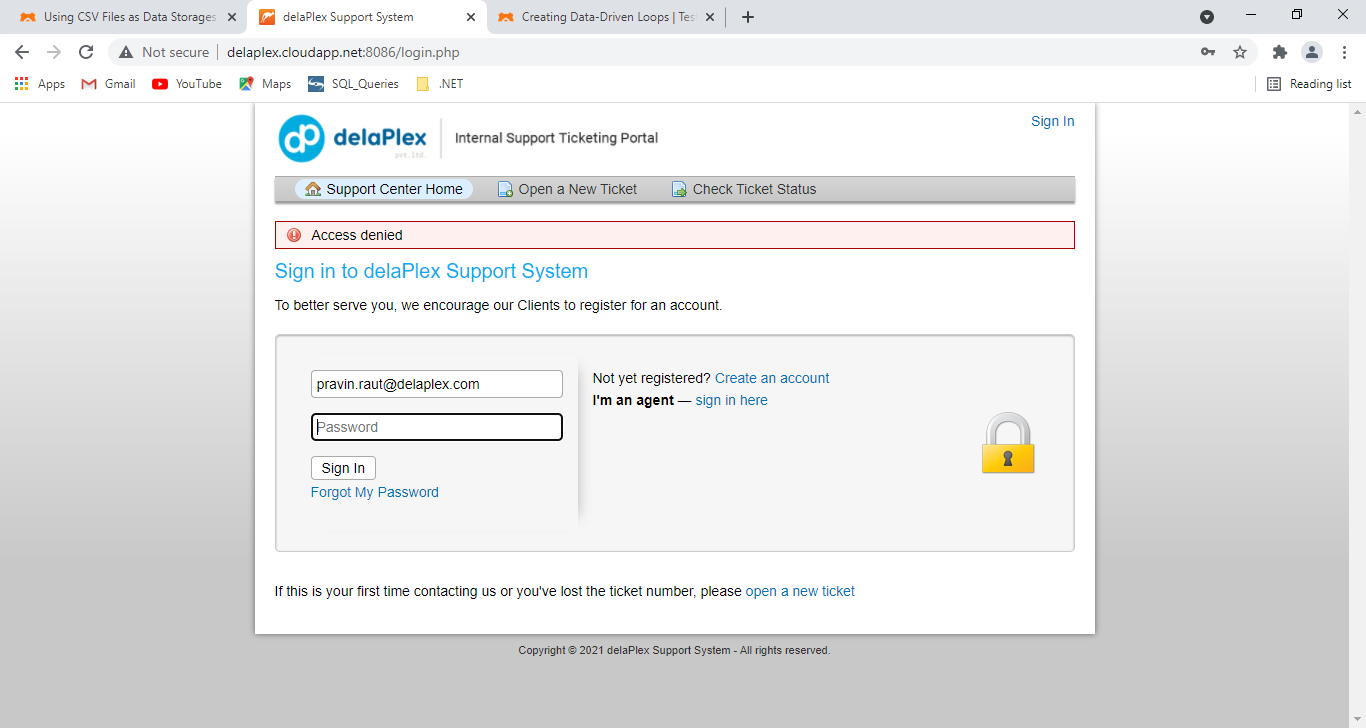 Using CSV Files as Data Storages
delaPlex Support System
Creating Data-Driven Loops | Tes
Not secure
delaplex.cloudapp.net:8086/login.php
Apps
Gmail
YouTube
Maps
SQL_Queries
.NET
Reading list
Sign In
dp delaPlex
pvt. ltd.
Internal Support Ticketing Portal
Support Center Home
Open a New Ticket
Check Ticket Status
Access denied
Sign in to delaPlex Support System
To better serve you, we encourage our Clients to register for an account.
pravin.raut@delaplex.com
Password
Sign In
Forgot My Password
Not yet registered? Create an account
I'm an agent — sign in here
If this is your first time contacting us or you've lost the ticket number, please open a new ticket
Copyright © 2021 delaPlex Support System - All rights reserved.